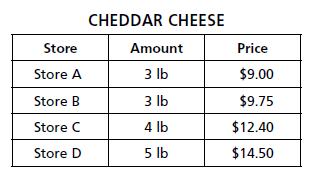 CHEDDAR CHEESE
Store Amount Price
Store A 3 lb $9.00
Store B 3 lb $9.75
Store C 4 lb $12.40
Store D 5 lb $14.50